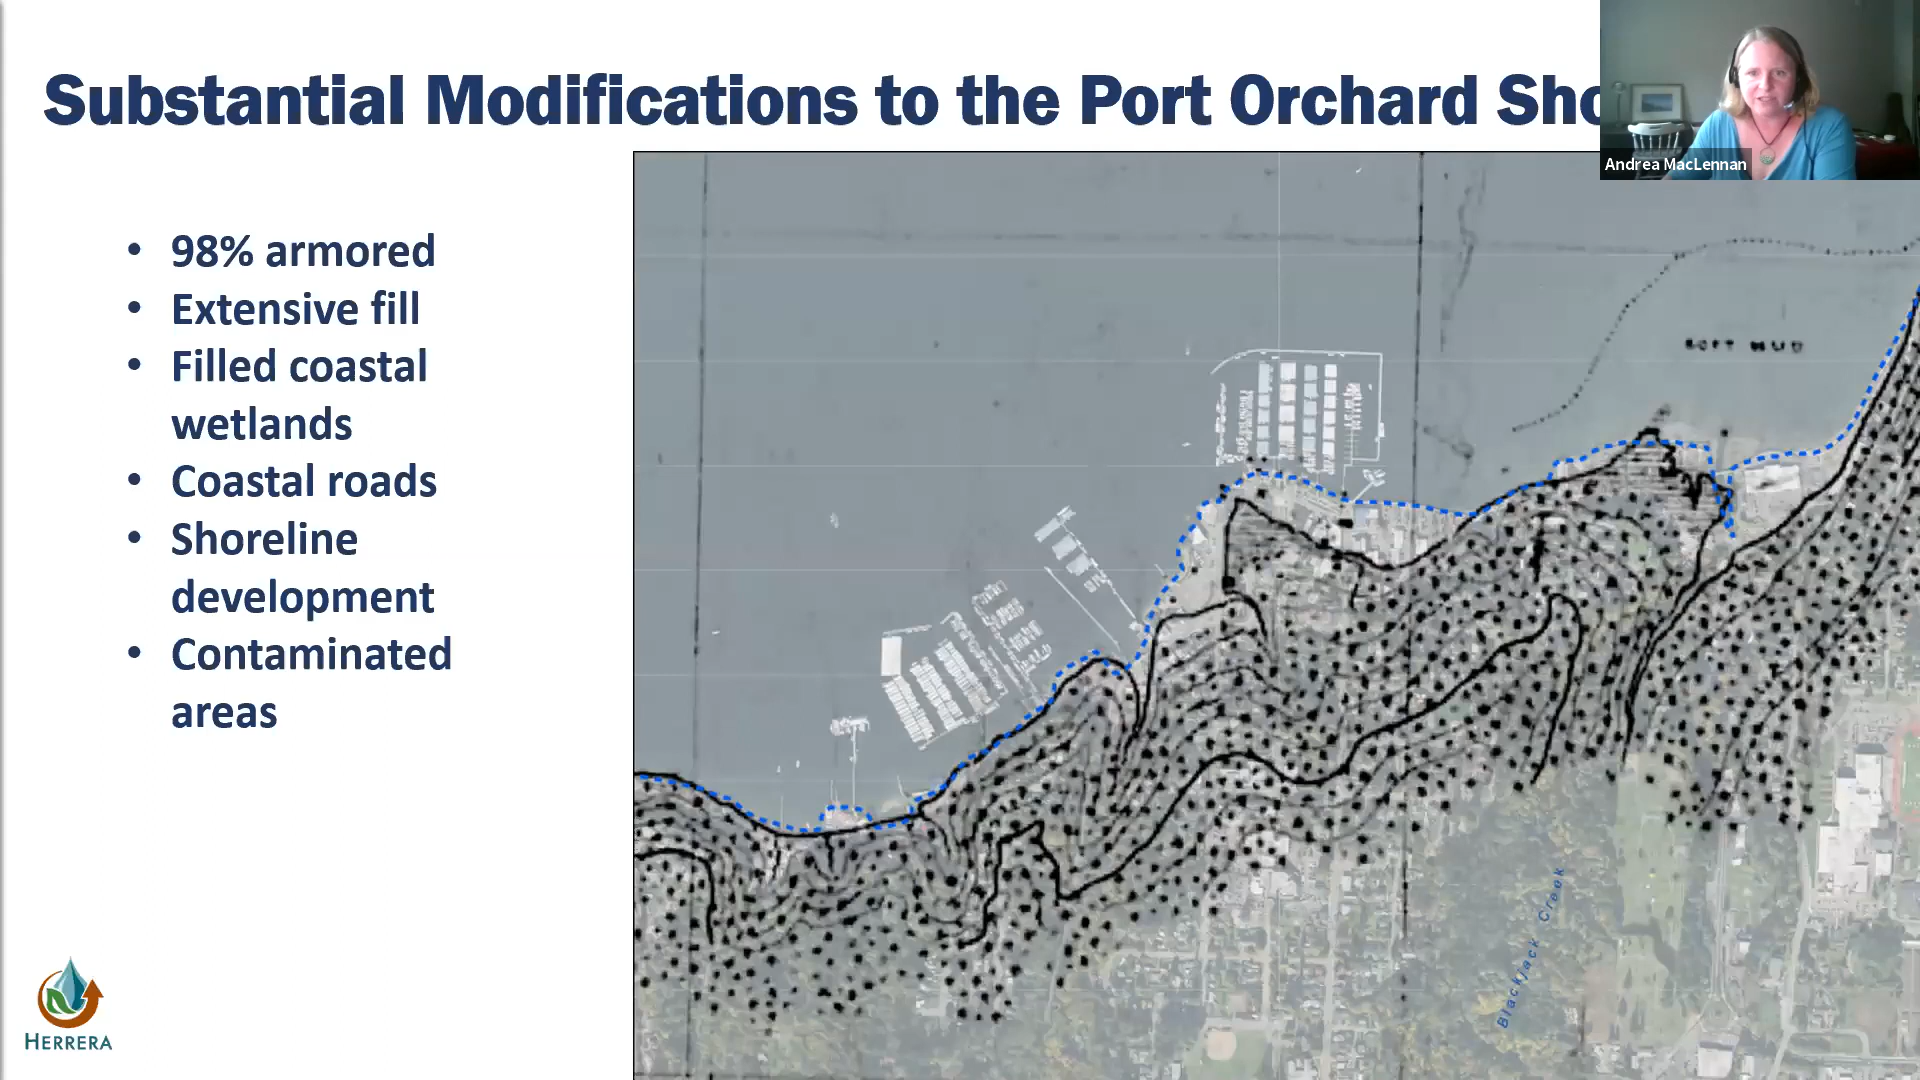 Substantial Modifications to the Port Orchard Sho
Andrea MacLennan
• 98% armored
• Extensive fill
• Filled coastal
wetlands
• Coastal roads
• Shoreline
development
• Contaminated
areas
SOFT MUD
Blackjack Creek
HERRERA